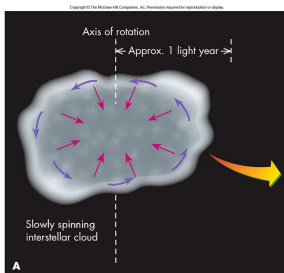 Copyright © The McGraw-Hill Companies, Inc. Permission required for reproduction or display.
Axis of rotation
Approx. 1 light year
Slowly spinning
interstellar cloud
A